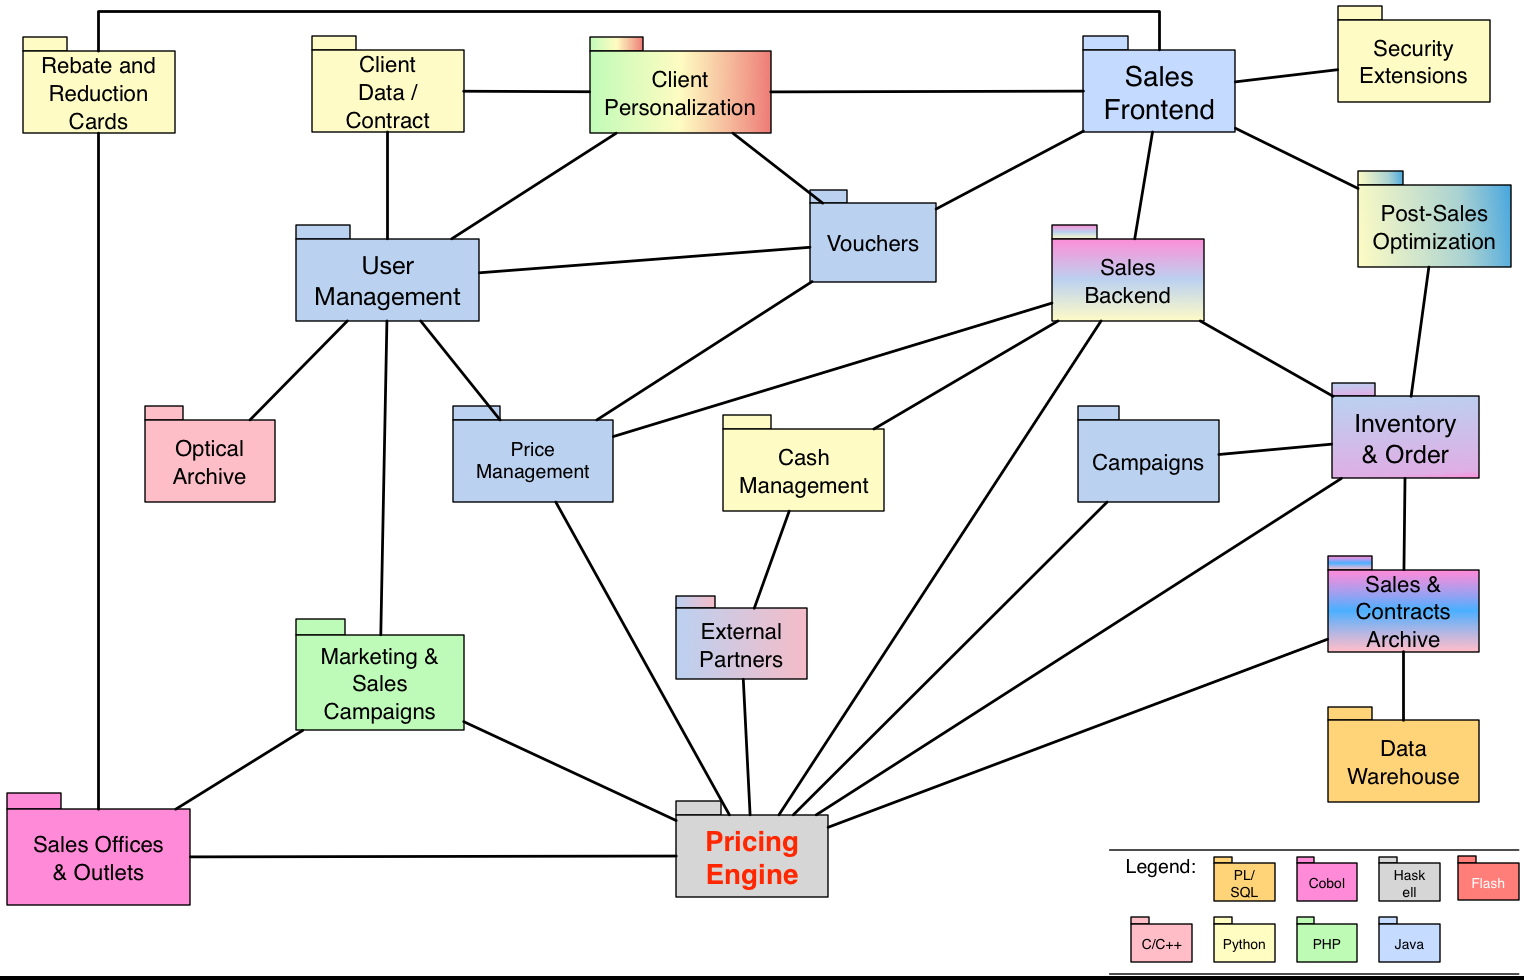 Rebate and
Reduction
Cards
Client
Data /
Contract
Client
Personalization
Sales
Frontend
Security
Extensions
Post-Sales
Optimization
Vouchers
User
Management
Sales
Backend
Optical
Archive
Price
Management
Cash
Management
Campaigns
Inventory
& Order
External
Partners
Sales &
Contracts
Archive
Marketing &
Sales
Campaigns
Data
Warehouse
Sales Offices
& Outlets
Pricing
Engine
Legend:
PL/
SQL
Cobol
Hask
ell
Flash
C/C++
Python
PHP
Java